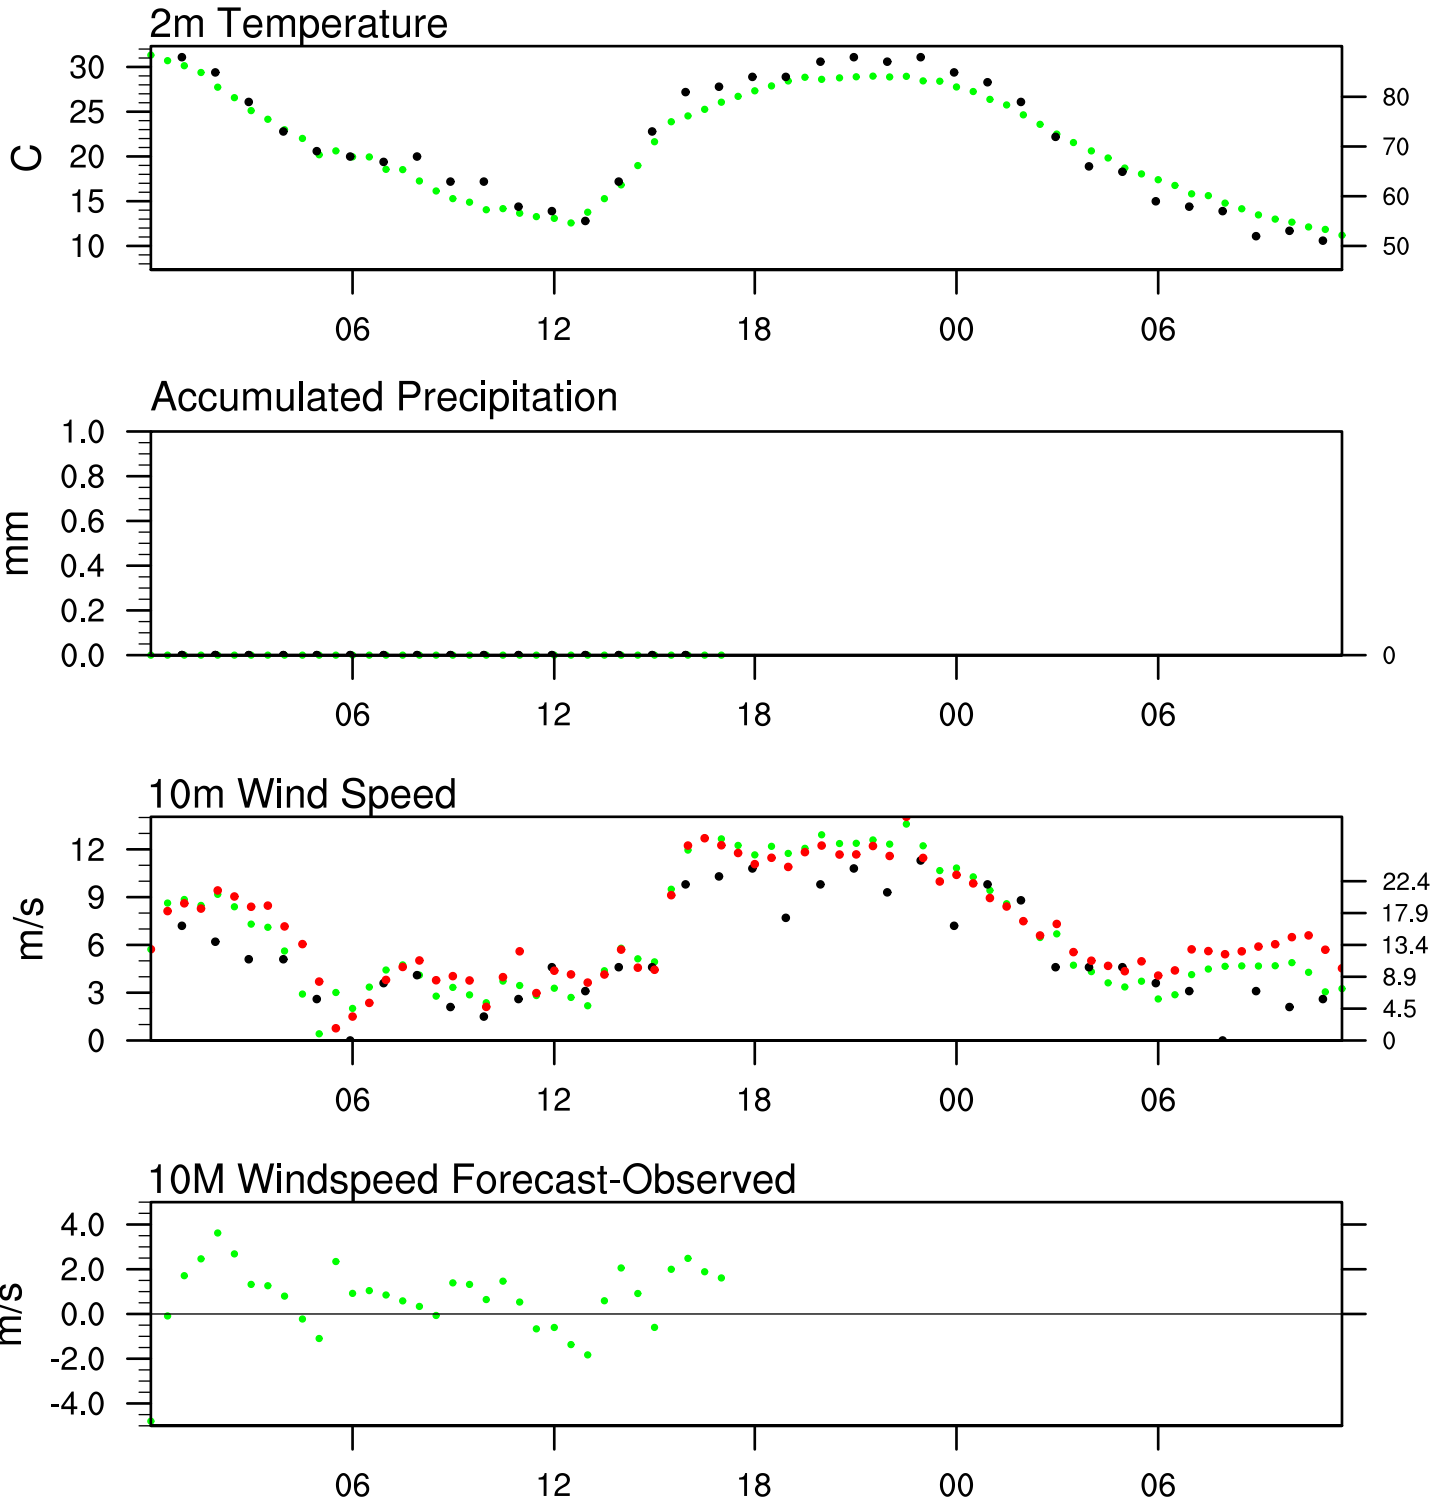 2m Temperature
C
30
25
20
15
10
80
70
60
50
06 12 18 00 06
Accumulated Precipitation
mm
1.0
0.8
0.6
0.4
0.2
0.0
0
06 12 18 00 06
10m Wind Speed
m/s
12
9
6
3
0
22.4
17.9
13.4
8.9
4.5
0
06 12 18 00 06
10M Windspeed Forecast-Observed
m/s
4.0
2.0
0.0
-2.0
-4.0
06 12 18 00 06